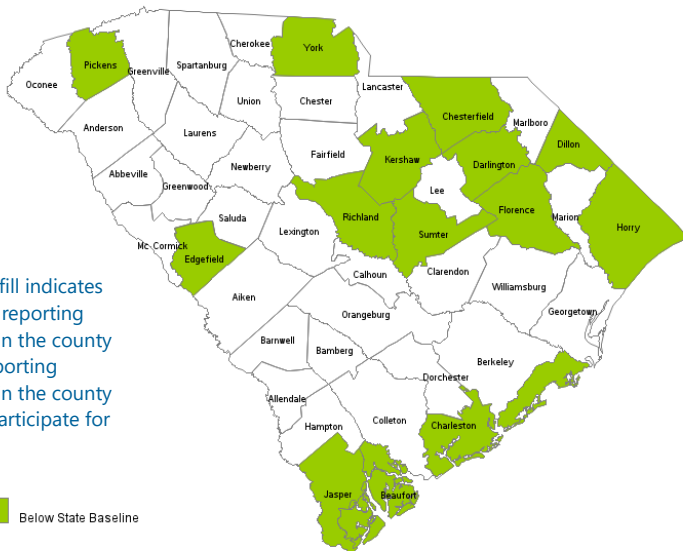 Cherokee
York
Pickens
Greenville
Spartanburg
Oconee
Lancaster
Union
Chester
Chesterfield
Marlboro
Anderson
Laurens
Dillon
Fairfield
Kershaw
Darlington
Abbeville
Newberry
Greenwood
Lee
Saluda
Richland
Florence
Marion
Lexington
Sumter
Horry
Mc-Cormick
Edgefield
Calhoun
Clarendon
Williamsburg
Aiken
Orangeburg
Georgetown
Barnwell
Bamberg
Berkeley
Dorchester
Allendale
Colleton
Charleston
Hampton
Jasper
Beaufort
fill indicates
reporting
in the county
porting
in the county
articipate for
Below State Baseline